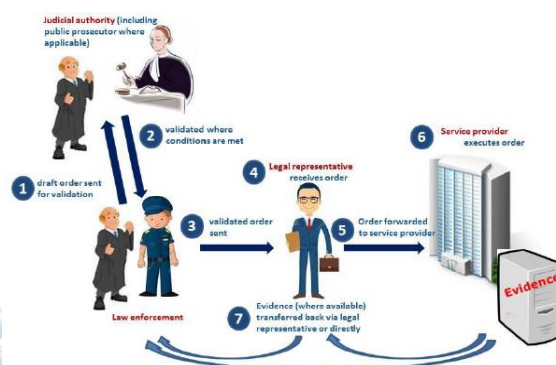 Judicial authority (including
public prosecutor where
applicable)
2 validated where
conditions are met
1 draft order sent
for validation
Law enforcement
3 validated order
sent
4 Legal representative
receives order
5 Order forwarded
to service provider
6 Service provider
executes order
Evidence
7 Evidence (where available)
transferred back via legal
representative or directly